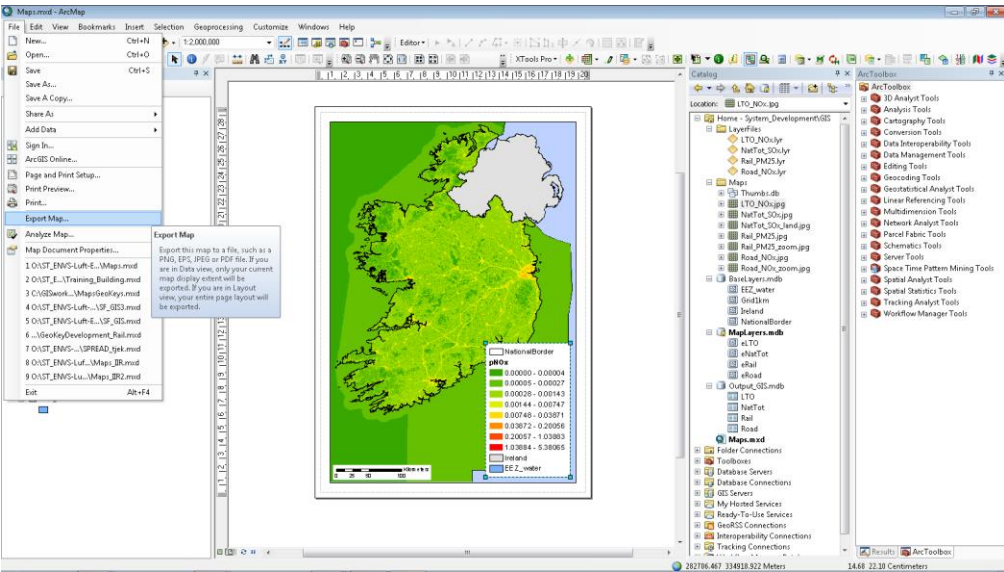 Maps.mxd - ArcMap
File Edit View Bookmarks Insert Selection Geoprocessing Customize Windows Help
New... Ctrl+N
Open... Ctrl+O
Save Ctrl+S
Save As...
Save A Copy...
Share As
Add Data
Sign In...
ArcGIS Online...
Page and Print Setup...
Print Preview...
Print...
Export Map...
Analyze Map...
Map Document Properties...
1 O:\ST_ENVS-Luft-E...\Maps.mxd
2 O:\ST_E...\Training_Building.mxd
3 C:\GISwork...\MapsGeoKeys.mxd
4 O:\ST_ENVS-Luft-...\SF_GIS3.mxd
5 O:\ST_ENVS-Luft-E...\SF_GIS.mxd
6 ...\GeoKeyDevelopment_Rail.mxd
7 O:\ST_ENVS-...\SPREAD_tjek.mxd
8 O:\ST_ENVS-Luf...\Maps_IIR.mxd
9 O:\ST_ENVS-Lu...\Maps_IIR2.mxd
Exit Alt+F4
Export Map
Export this map to a file, such as a
PNG, EPS, JPEG or PDF file. If you
are in Data view, only your current
map display extent will be
exported. If you are in Layout
view, your entire page layout will
be exported.
1:2,000,000
Editor
XTools Pro
NationalBorder
pNOx
0.00000 - 0.00004
0.00005 - 0.00027
0.00028 - 0.00143
0.00144 - 0.00747
0.00748 - 0.03871
0.03872 - 0.20056
0.20057 - 1.03883
1.03884 - 5.38065
Ireland
EEZ_water
Kilometers
0 25 50 100
Catalog
Location: LTO_NOx.jpg
Home - System_Development\GIS
LayerFiles
LTO_NOx.lyr
NatTot_SOx.lyr
Rail_PM25.lyr
Road_NOx.lyr
Maps
Thumbs.db
LTO_NOx.jpg
NatTot_SOx.jpg
NatTot_SOx_land.jpg
Rail_PM25.jpg
Rail_PM25_zoom.jpg
Road_NOx.jpg
Road_NOx_zoom.jpg
BaseLayers.mdb
EEZ_water
Grid1km
Ireland
NationalBorder
MapLayers.mdb
eLTO
eNatTot
eRail
eRoad
Output_GIS.mdb
LTO
NatTot
Rail
Road
Maps.mxd
Folder Connections
Toolboxes
Database Servers
Database Connections
GIS Servers
My Hosted Services
Ready-To-Use Services
GeoRSS Connections
Interoperability Connections
Tracking Connections
ArcToolbox
ArcToolbox
3D Analyst Tools
Analysis Tools
Cartography Tools
Conversion Tools
Data Interoperability Tools
Data Management Tools
Editing Tools
Geocoding Tools
Geostatistical Analyst Tools
Linear Referencing Tools
Multidimension Tools
Network Analyst Tools
Parcel Fabric Tools
Schematics Tools
Server Tools
Space Time Pattern Mining Tools
Spatial Analyst Tools
Spatial Statistics Tools
Tracking Analyst Tools
Workflow Manager Tools
Results ArcToolbox
282786.467 334918.922 Meters 14.68 22.10 Centimeters